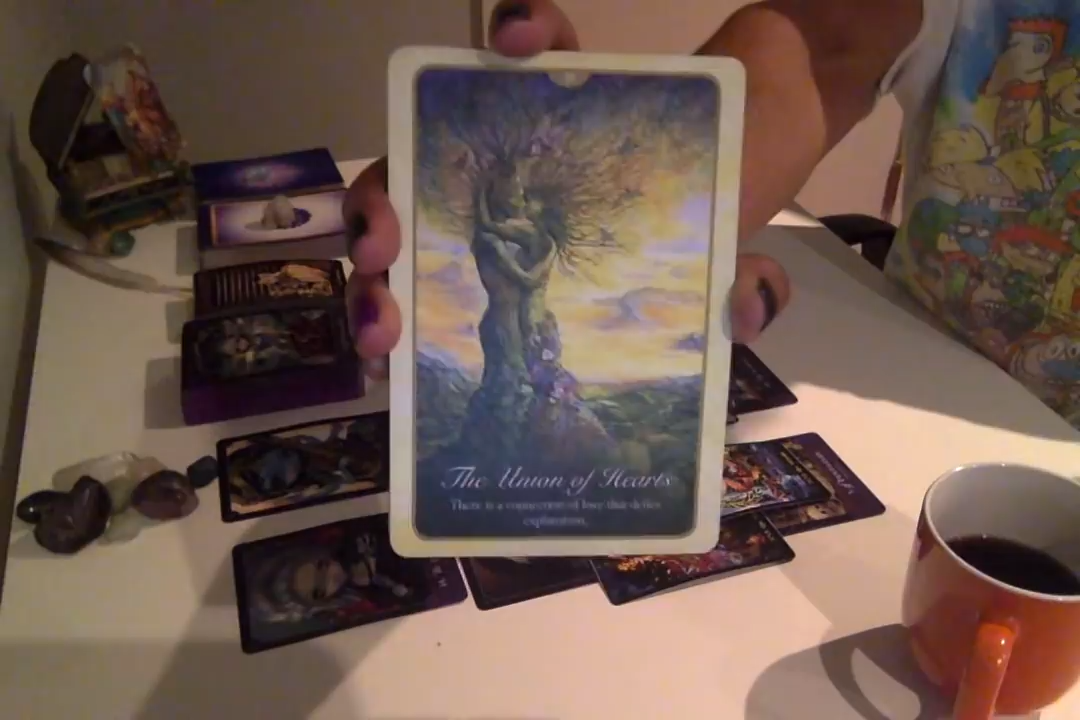 The Union of Hearts
There is a connection of love that defies
explanation.